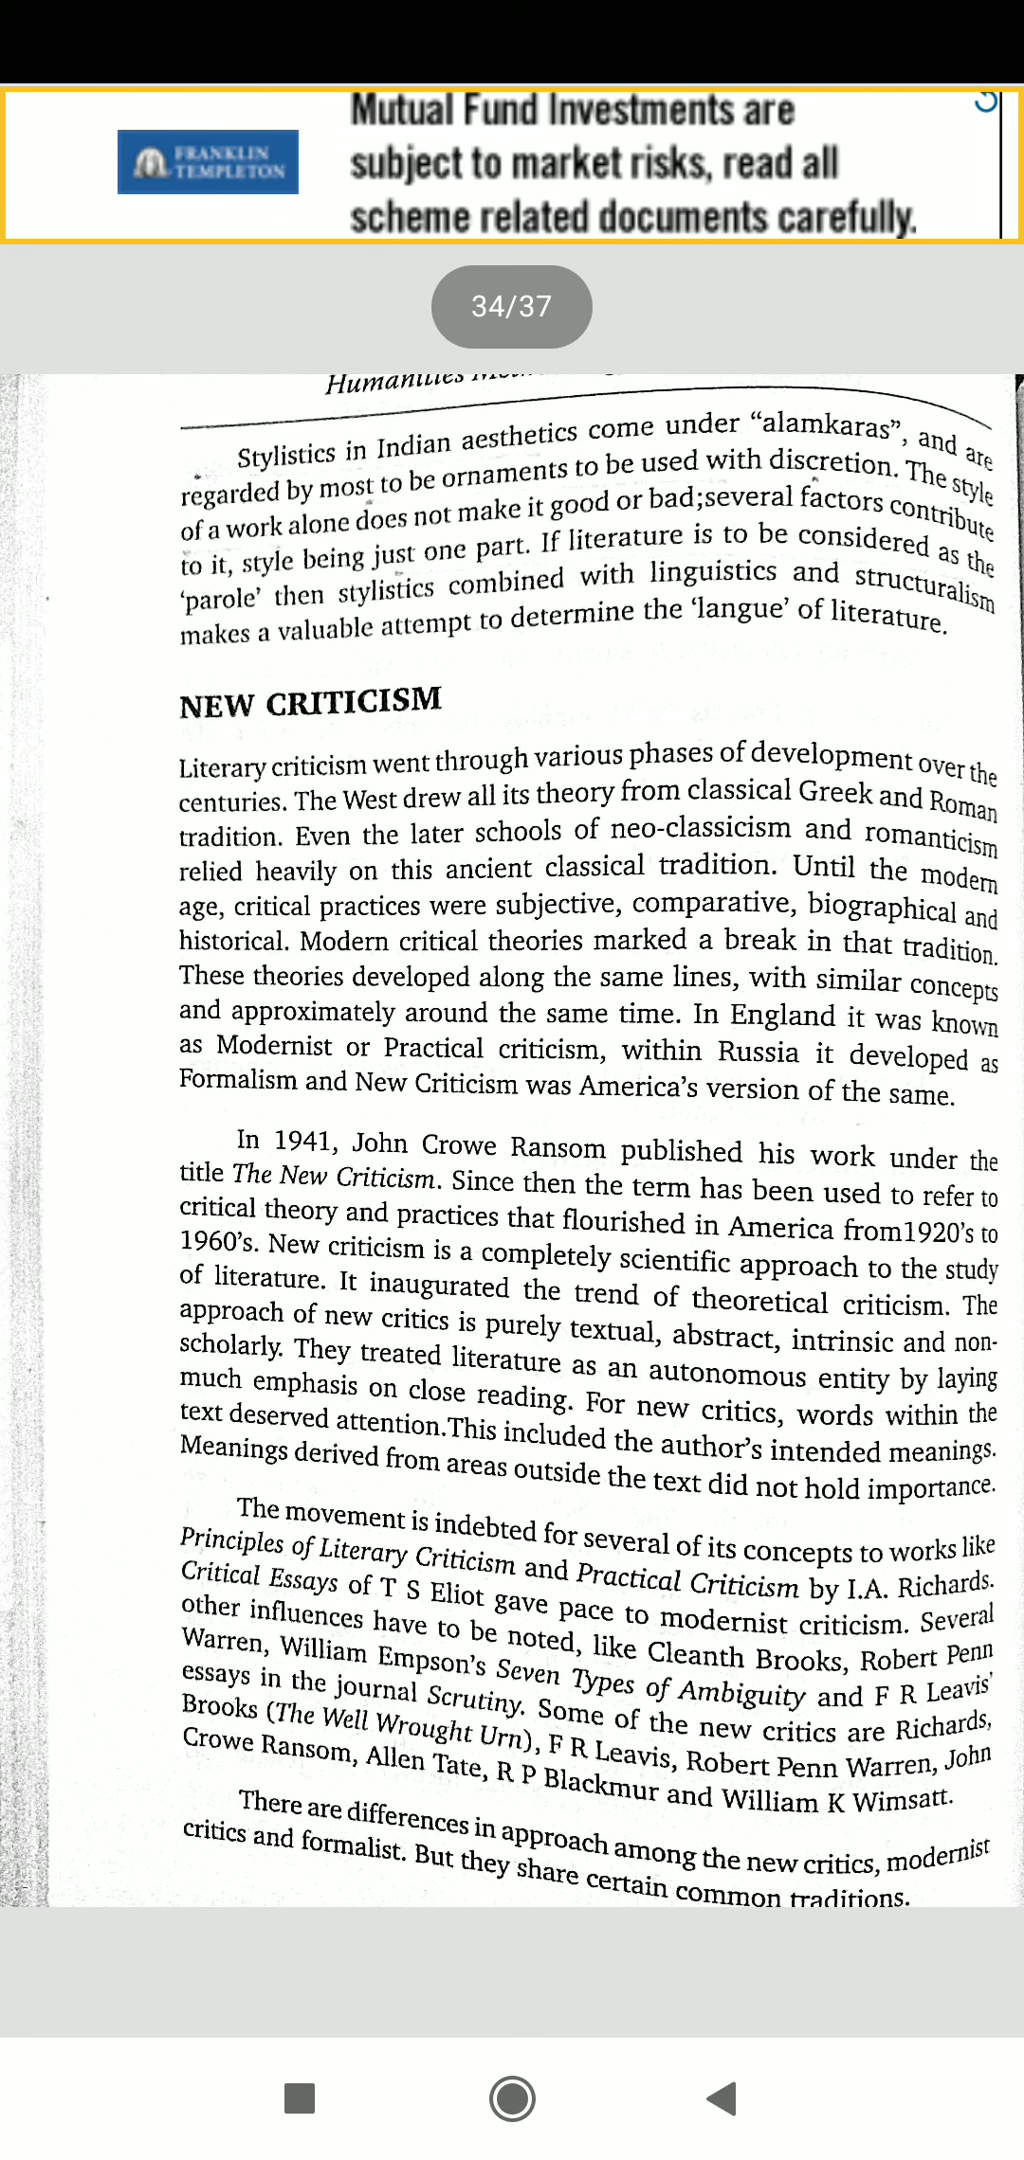 Mutual Fund Investments are
subject to market risks, read all
scheme related documents carefully.
FRANKLIN
TEMPLETON
34/37
Humanities
Stylistics in Indian aesthetics come under “alamkaras”, and are
regarded by most to be ornaments to be used with discretion. The style
of a work alone does not make it good or bad;several factors contribute
to it, style being just one part. If literature is to be considered as the
‘parole’ then stylistics combined with linguistics and structuralism
makes a valuable attempt to determine the ‘langue’ of literature.
NEW CRITICISM
Literary criticism went through various phases of development over the
centuries. The West drew all its theory from classical Greek and Roman
tradition. Even the later schools of neo-classicism and romanticism
relied heavily on this ancient classical tradition. Until the modern
age, critical practices were subjective, comparative, biographical and
historical. Modern critical theories marked a break in that tradition.
These theories developed along the same lines, with similar concepts
and approximately around the same time. In England it was known
as Modernist or Practical criticism, within Russia it developed as
Formalism and New Criticism was America’s version of the same.
In 1941, John Crowe Ransom published his work under the
title The New Criticism. Since then the term has been used to refer to
critical theory and practices that flourished in America from1920’s to
1960’s. New criticism is a completely scientific approach to the study
of literature. It inaugurated the trend of theoretical criticism. The
approach of new critics is purely textual, abstract, intrinsic and non-
scholarly. They treated literature as an autonomous entity by laying
much emphasis on close reading. For new critics, words within the
text deserved attention.This included the author’s intended meanings.
Meanings derived from areas outside the text did not hold importance.
The movement is indebted for several of its concepts to works like
Principles of Literary Criticism and Practical Criticism by I.A. Richards.
Critical Essays of T S Eliot gave pace to modernist criticism. Several
other influences have to be noted, like Cleanth Brooks, Robert Penn
Warren, William Empson’s Seven Types of Ambiguity and F R Leavis’
essays in the journal Scrutiny. Some of the new critics are Richards,
Brooks (The Well Wrought Urn), F R Leavis, Robert Penn Warren, John
Crowe Ransom, Allen Tate, R P Blackmur and William K Wimsatt.
There are differences in approach among the new critics, modernist
critics and formalist. But they share certain common traditions.